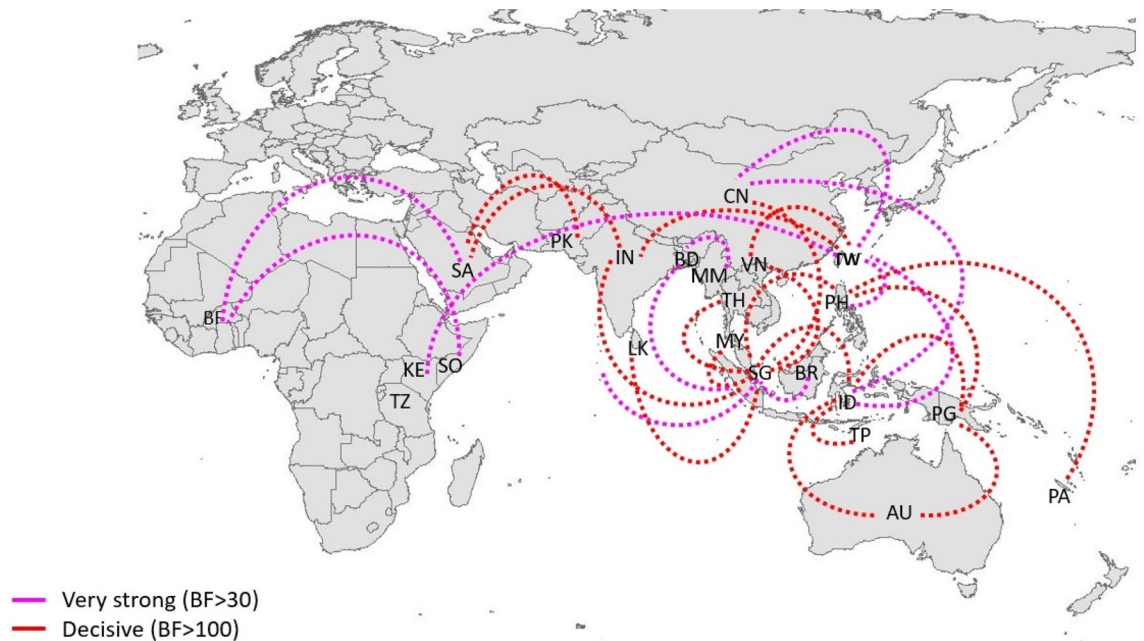 CN
PK
IN
BD
TW
SA
MM
VN
BF
TH
PH
MY
LK
KE
SO
SG
BR
TZ
ID
PG
TP
PA
AU
Very strong (BF>30)
Decisive (BF>100)